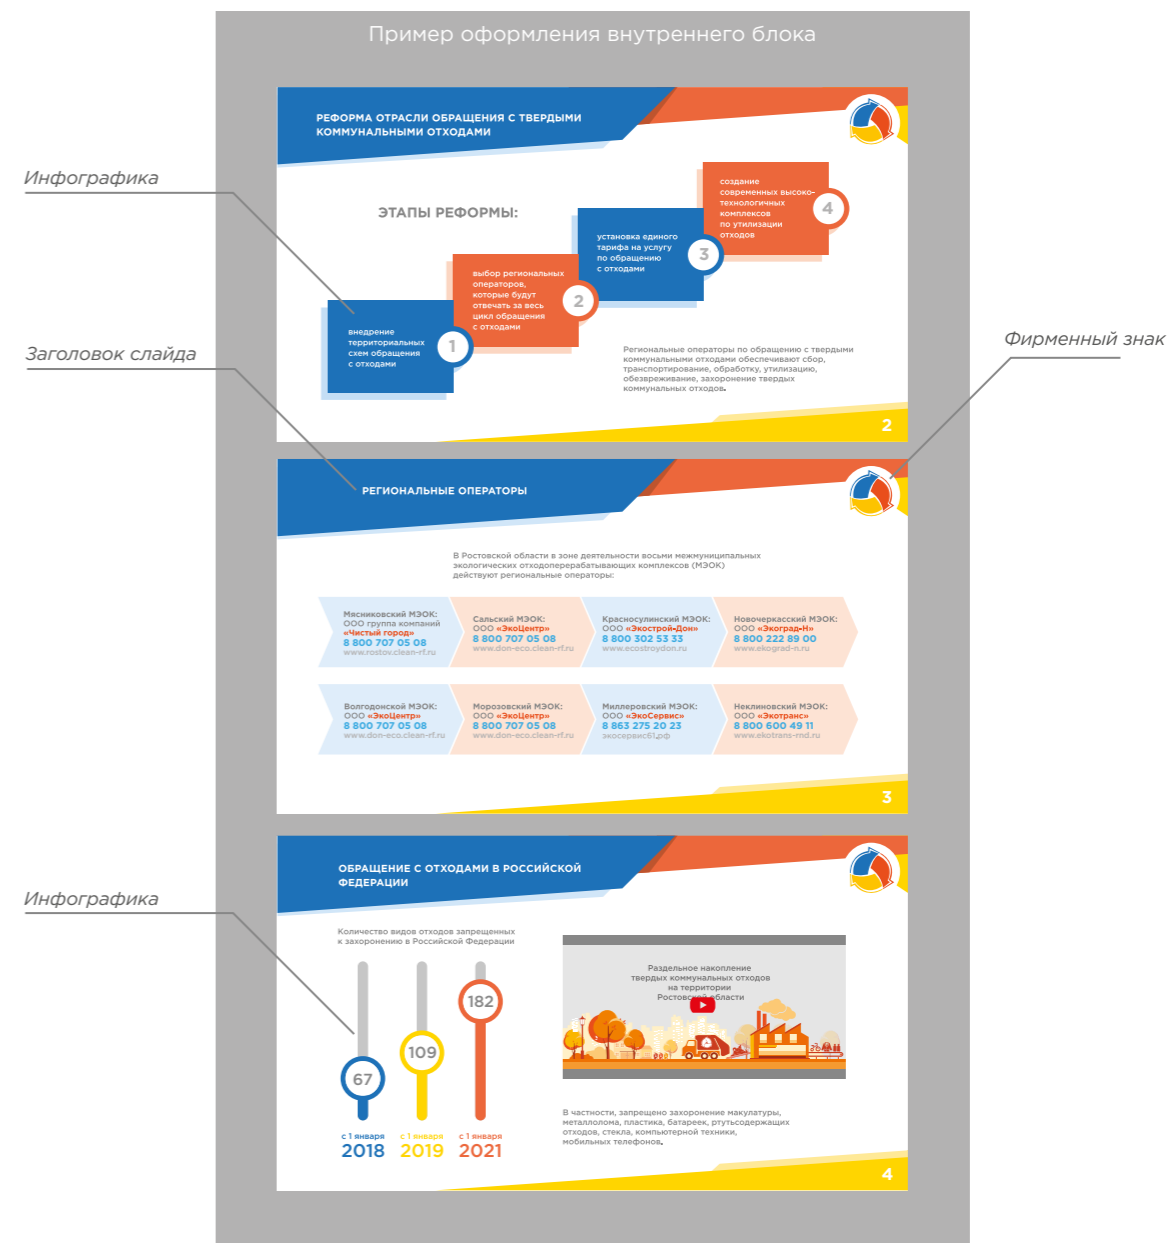 Пример оформления внутреннего блока
Инфографика
Заголовок слайда
Фирменный знак
Инфографика
РЕФОРМА ОТРАСЛИ ОБРАЩЕНИЯ С ТВЕРДЫМИ
КОММУНАЛЬНЫМИ ОТХОДАМИ
ЭТАПЫ РЕФОРМЫ:
внедрение
территориальных
схем обращения
с отходами
1
выбор региональных
операторов,
которые будут
отвечать за весь
цикл обращения
с отходами
2
установка единого
тарифа на услугу
по обращению
с отходами
3
создание
современных высоко-
технологичных
комплексов
по утилизации
отходов
4
Региональные операторы по обращению с твердыми
коммунальными отходами обеспечивают сбор,
транспортирование, обработку, утилизацию,
обезвреживание, захоронение твердых
коммунальных отходов.
2
РЕГИОНАЛЬНЫЕ ОПЕРАТОРЫ
В Ростовской области в зоне деятельности восьми межмуниципальных
экологических отходоперерабатывающих комплексов (МЭОК)
действуют региональные операторы:
Мясниковский МЭОК:
ООО группа компаний
«Чистый город»
8 800 707 05 08
www.rostov.clean-rf.ru
Сальский МЭОК:
ООО «ЭкоЦентр»
8 800 707 05 08
www.don-eco.clean-rf.ru
Красносулинский МЭОК:
ООО «Экострой-Дон»
8 800 302 53 33
www.ecostroydon.ru
Новочеркасский МЭОК:
ООО «Экоград-Н»
8 800 222 89 00
www.ekograd-n.ru
Волгодонской МЭОК:
ООО «ЭкоЦентр»
8 800 707 05 08
www.don-eco.clean-rf.ru
Морозовский МЭОК:
ООО «ЭкоЦентр»
8 800 707 05 08
www.don-eco.clean-rf.ru
Миллеровский МЭОК:
ООО «ЭкоСервис»
8 863 275 20 23
экосервис61.рф
Неклиновский МЭОК:
ООО «Экотранс»
8 800 600 49 11
www.ekotrans-rnd.ru
3
ОБРАЩЕНИЕ С ОТХОДАМИ В РОССИЙСКОЙ
ФЕДЕРАЦИИ
Количество видов отходов запрещенных
к захоронению в Российской Федерации
67
109
182
с 1 января
2018
с 1 января
2019
с 1 января
2021
Раздельное накопление
твердых коммунальных отходов
на территории
Ростовской области
В частности, запрещено захоронение макулатуры,
металлолома, пластика, батареек, ртутьсодержащих
отходов, стекла, компьютерной техники,
мобильных телефонов.
4